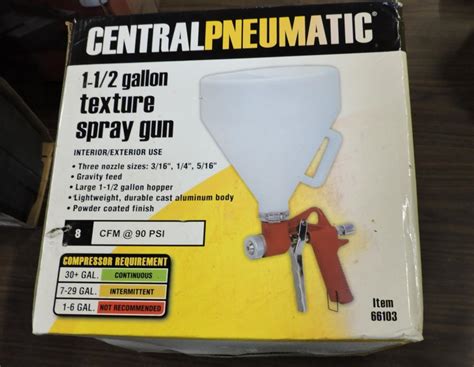 CENTRALPNEUMATIC®
1-1/2 gallon
texture
spray gun
INTERIOR/EXTERIOR USE
• Three nozzle sizes: 3/16", 1/4", 5/16"
• Gravity feed
• Large 1-1/2 gallon hopper
• Lightweight, durable cast aluminum body
• Powder coated finish
8 CFM @ 90 PSI
COMPRESSOR REQUIREMENT
30+ GAL. CONTINUOUS
7-29 GAL. INTERMITTENT
1-6 GAL. NOT RECOMMENDED
Item
66103